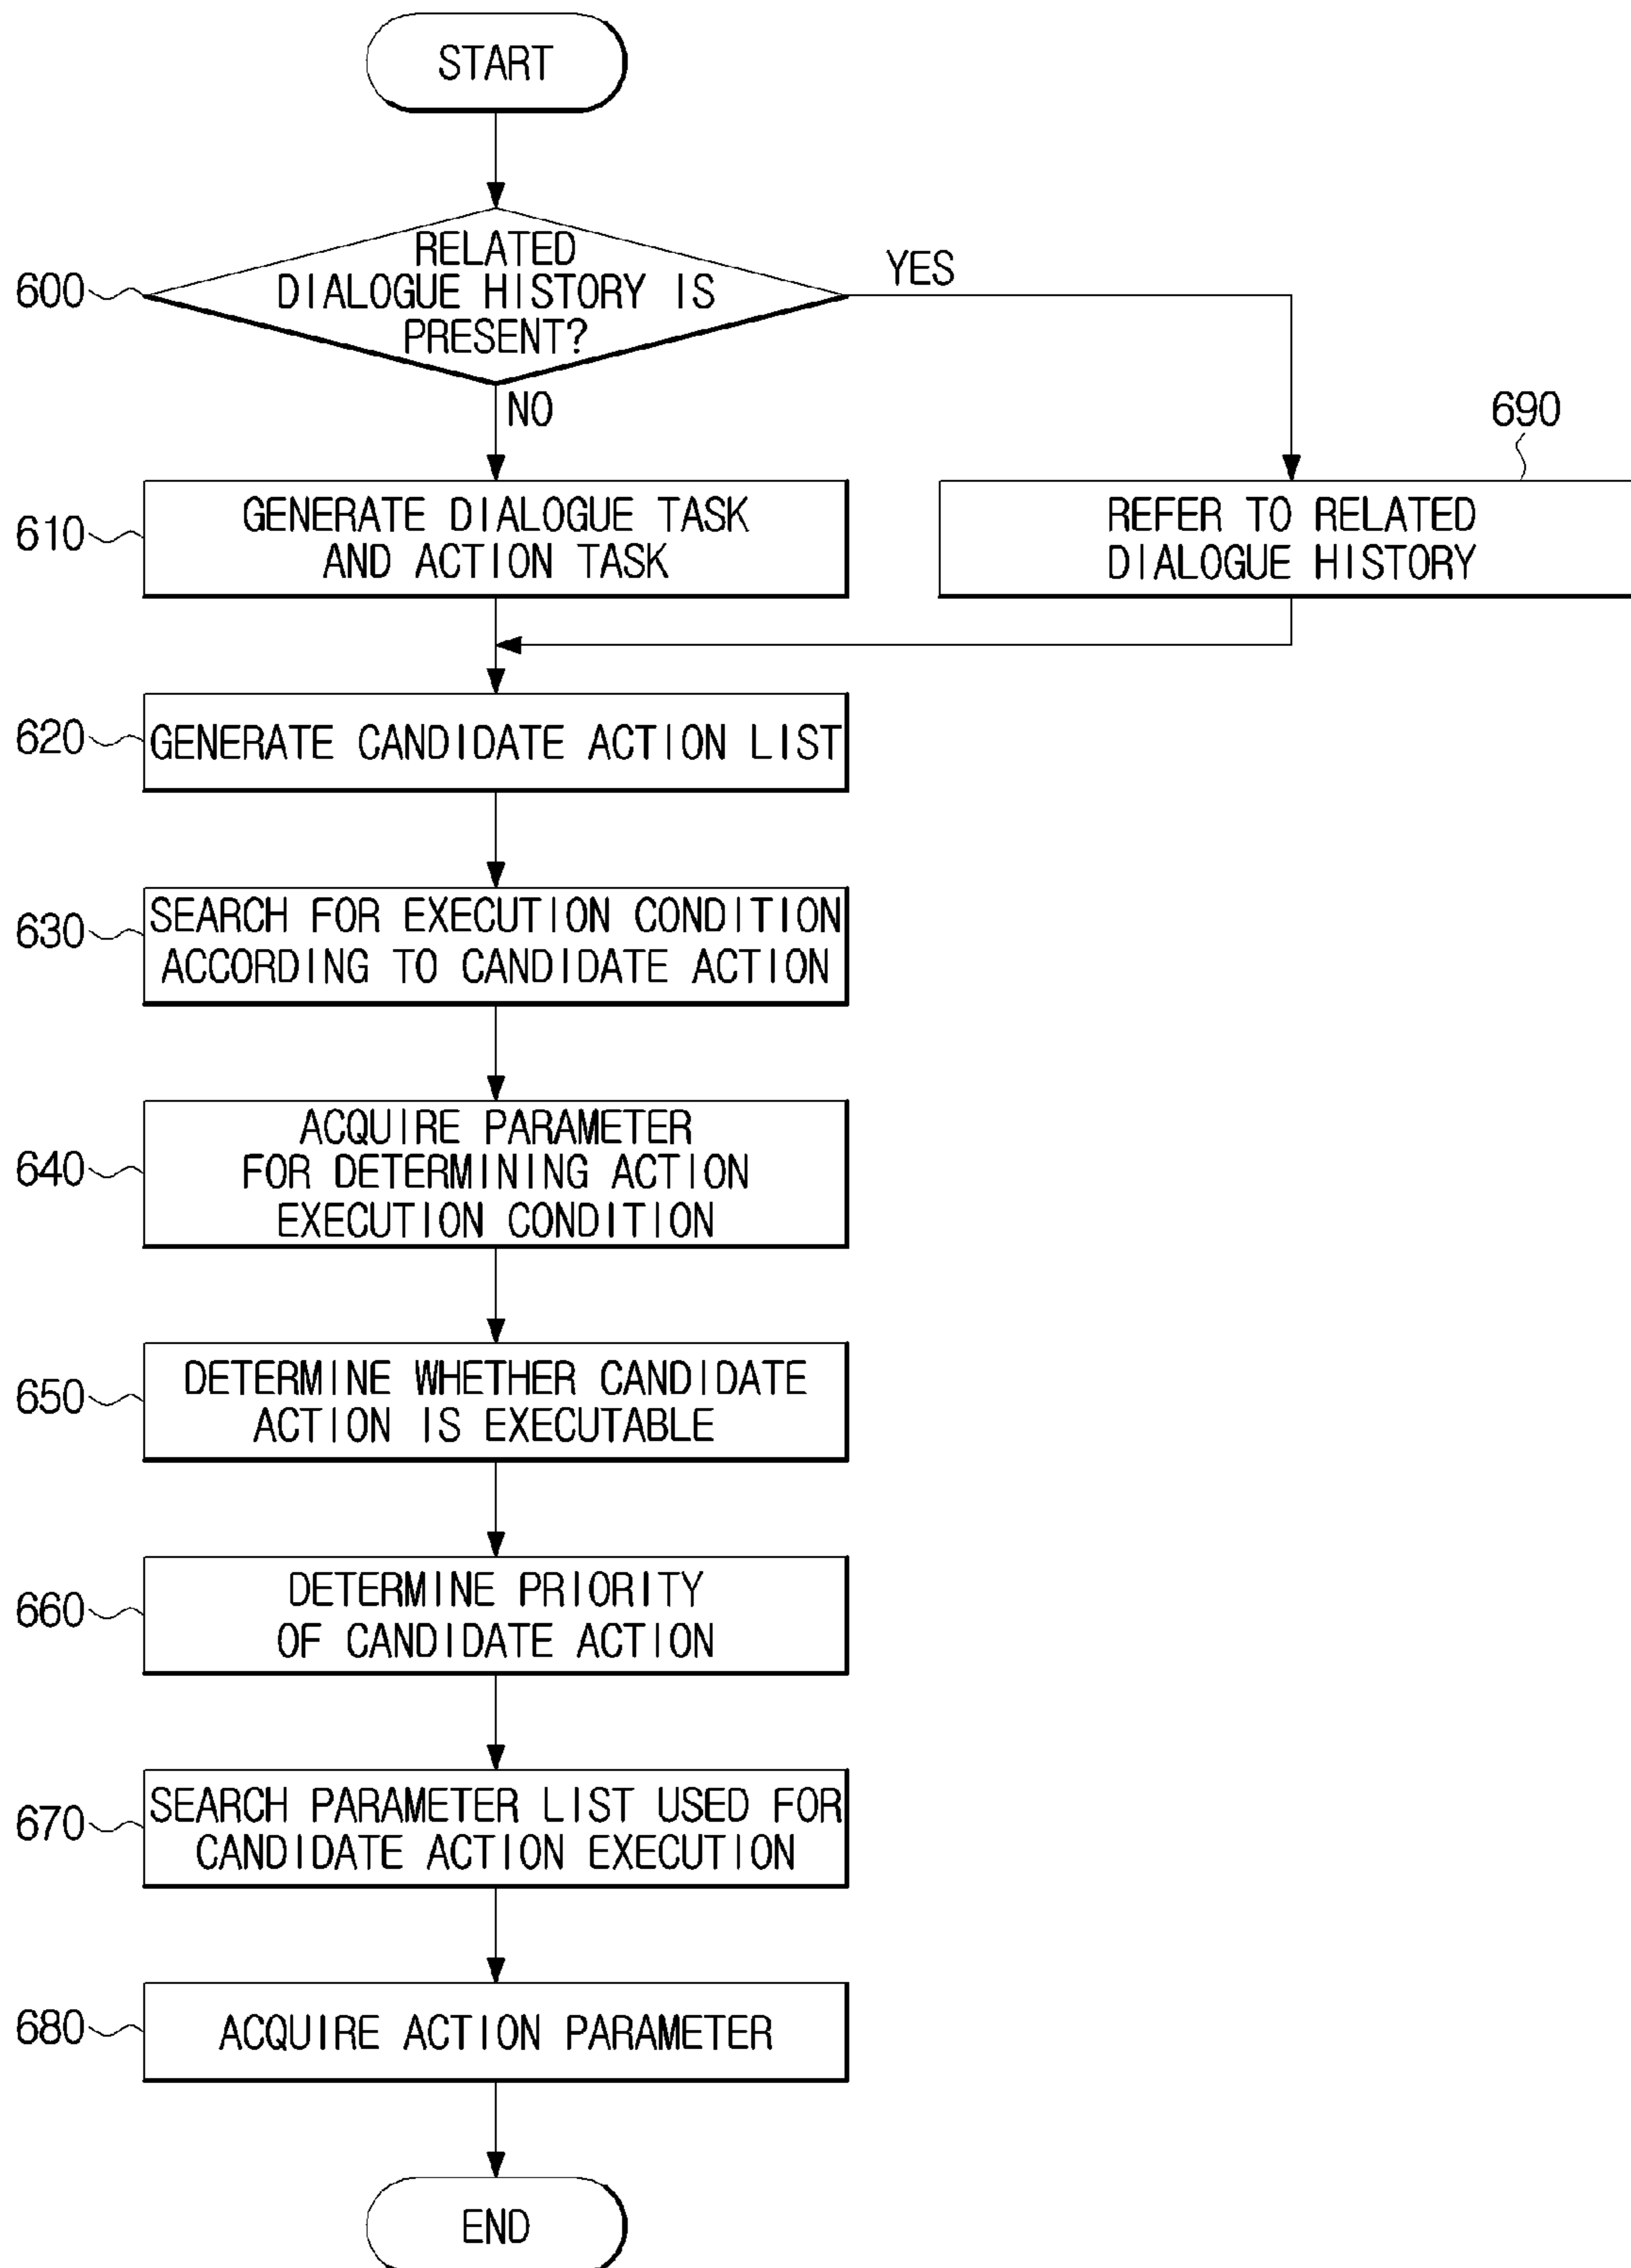 START
RELATED
DIALOGUE HISTORY IS
PRESENT?
600
YES
NO
690
610
GENERATE DIALOGUE TASK
AND ACTION TASK
REFER TO RELATED
DIALOGUE HISTORY
620
GENERATE CANDIDATE ACTION LIST
630
SEARCH FOR EXECUTION CONDITION
ACCORDING TO CANDIDATE ACTION
640
ACQUIRE PARAMETER
FOR DETERMINING ACTION
EXECUTION CONDITION
650
DETERMINE WHETHER CANDIDATE
ACTION IS EXECUTABLE
660
DETERMINE PRIORITY
OF CANDIDATE ACTION
670
SEARCH PARAMETER LIST USED FOR
CANDIDATE ACTION EXECUTION
680
ACQUIRE ACTION PARAMETER
END